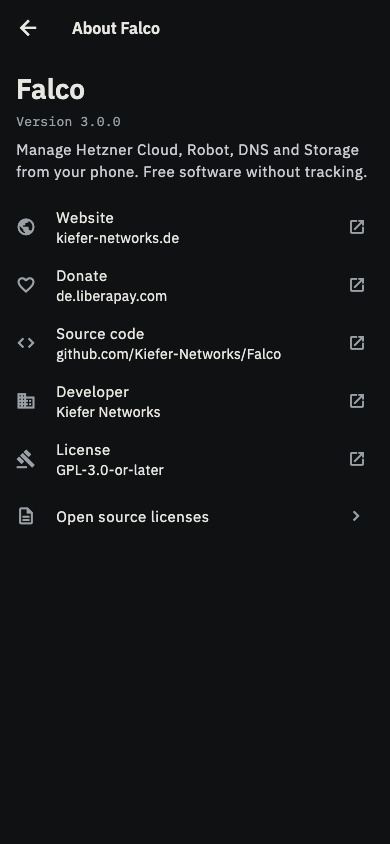 About Falco
Falco
Version 3.0.0
Manage Hetzner Cloud, Robot, DNS and Storage
from your phone. Free software without tracking.
Website
kiefer-networks.de
Donate
de.liberapay.com
Source code
github.com/Kiefer-Networks/Falco
Developer
Kiefer Networks
License
GPL-3.0-or-later
Open source licenses